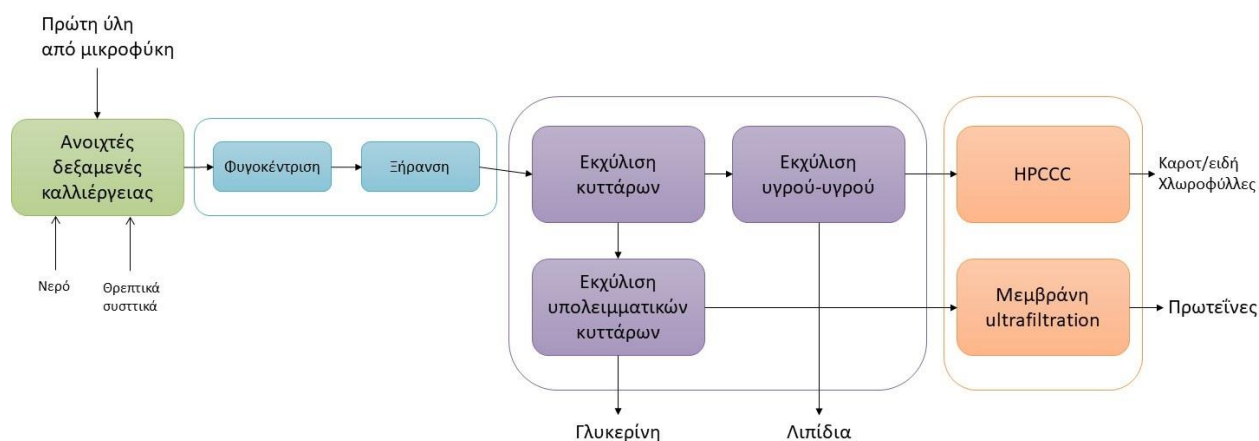 Πρώτη ύλη
από μικροφύκη
Ανοιχτές
δεξαμενές
καλλιέργειας
Φυγοκέντριση
Ξήρανση
Εκχύλιση
κυττάρων
Εκχύλιση
υγρού-υγρού
HPCCC
Καροτ/ειδή
Χλωροφύλλες
Νερό
Θρεπτικά
συσττικά
Εκχύλιση
υπολειμματικών
κυττάρων
Μεμβράνη
ultrafiltration
Πρωτεΐνες
Γλυκερίνη
Λιπίδια